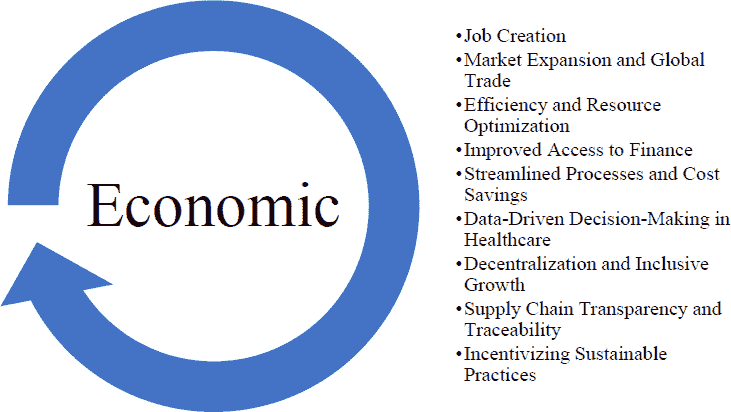 Economic
•Job Creation
•Market Expansion and Global
Trade
•Efficiency and Resource
Optimization
•Improved Access to Finance
•Streamlined Processes and Cost
Savings
•Data-Driven Decision-Making in
Healthcare
•Decentralization and Inclusive
Growth
•Supply Chain Transparency and
Traceability
•Incentivizing Sustainable
Practices